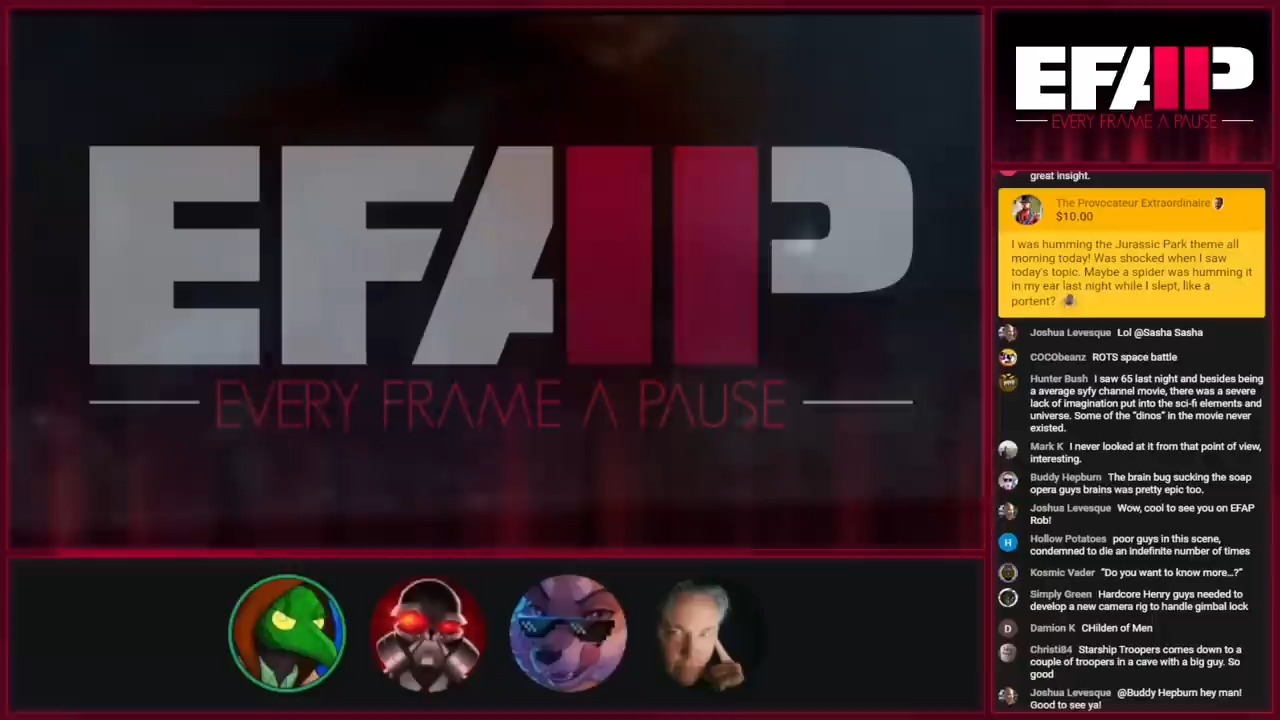 EFAP
EVERY FRAME A PAUSE
EFAP
EVERY FRAME A PAUSE
great insight.
The Provocateur Extraordinaire
$10.00
I was humming the Jurassic Park theme all
morning today! Was shocked when I saw
today's topic. Maybe a spider was humming it
in my ear last night while I slept, like a
portent?
Joshua Levesque Lol @Sasha Sasha
COCObeanz ROTS space battle
Hunter Bush I saw 65 last night and besides being
a average syfy channel movie, there was a severe
lack of imagination put into the sci-fi elements and
universe. Some of the "dinos" in the movie never
existed.
Mark K I never looked at it from that point of view,
interesting.
Buddy Hepburn The brain bug sucking the soap
opera guys brains was pretty epic too.
Joshua Levesque Wow, cool to see you on EFAP
Rob!
H
Hollow Potatoes poor guys in this scene,
condemned to die an indefinite number of times
Kosmic Vader “Do you want to know more…?”
Simply Green Hardcore Henry guys needed to
develop a new camera rig to handle gimbal lock
D
Damion K CHilden of Men
Christi84 Starship Troopers comes down to a
couple of troopers in a cave with a big guy. So
good
Joshua Levesque @Buddy Hepburn hey man!
Good to see ya!